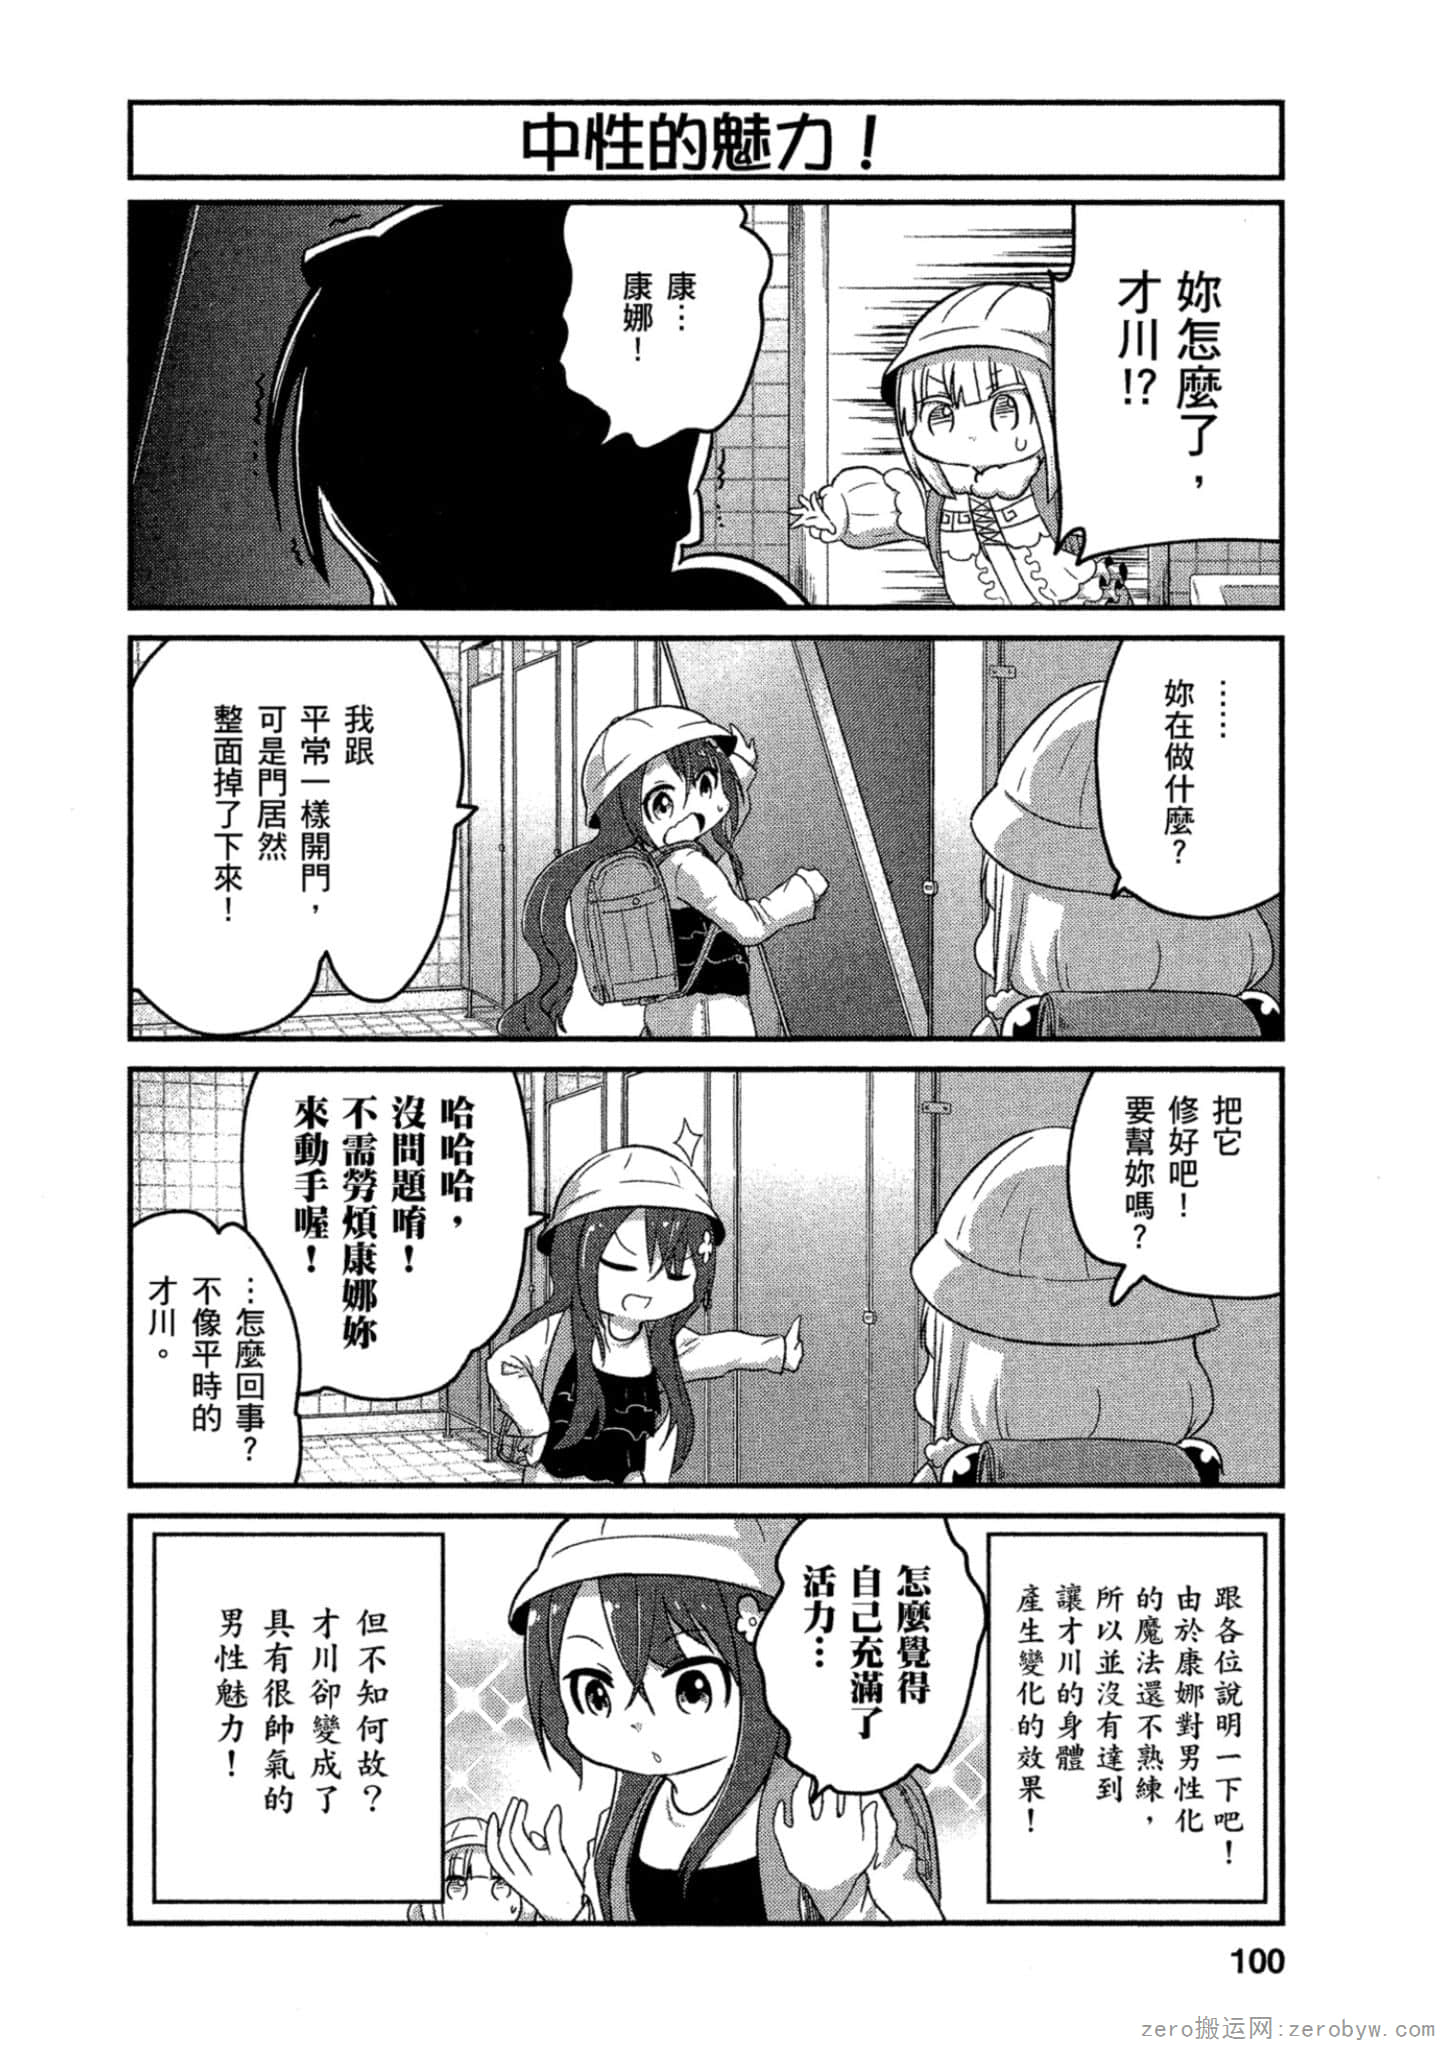 中性的魅力！
妳怎麼了，
才川!?
康…
康娜！
……
妳在做什麼？
我跟
平常一樣開門，
可是門居然
整面掉了下來！
把它
修好吧！
要幫妳嗎？
哈哈哈，
沒問題唷！
不需勞煩康娜妳
來動手喔！
…怎麼回事？
不像平時的
才川。
跟各位說明一下吧！
由於康娜對男性化
的魔法還不熟練，
所以並沒有達到
讓才川的身體
產生變化的效果！
怎麼覺得
自己充滿了
活力…
但不知何故？
才川卻變成了
具有很帥氣的
男性魅力！
100
zero搬运网:zerobyw.com